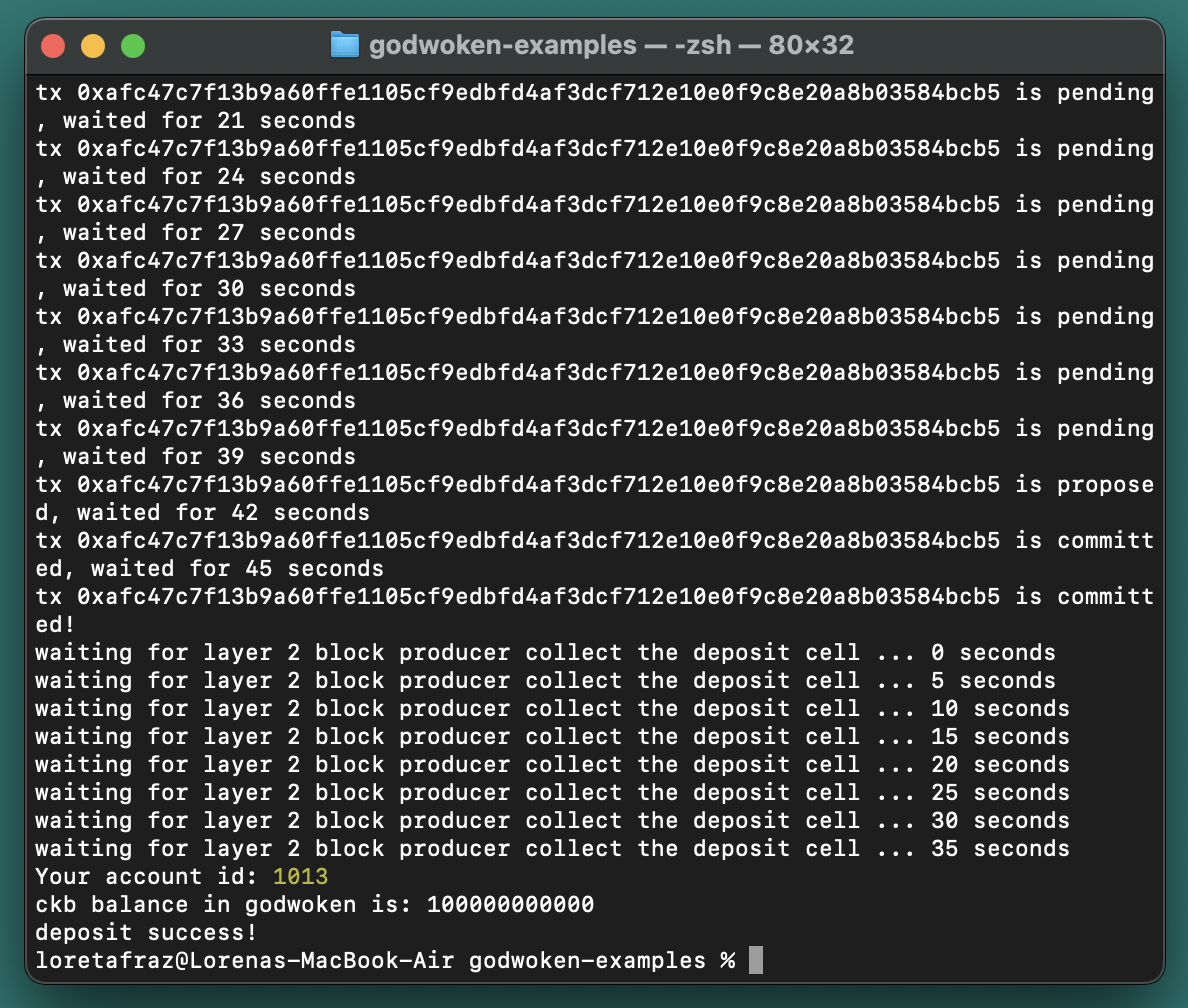 godwoken-examples — -zsh — 80×32
tx 0xafc47c7f13b9a60ffe1105cf9edbfd4af3dcf712e10e0f9c8e20a8b03584bcb5 is pending
, waited for 21 seconds
tx 0xafc47c7f13b9a60ffe1105cf9edbfd4af3dcf712e10e0f9c8e20a8b03584bcb5 is pending
, waited for 24 seconds
tx 0xafc47c7f13b9a60ffe1105cf9edbfd4af3dcf712e10e0f9c8e20a8b03584bcb5 is pending
, waited for 27 seconds
tx 0xafc47c7f13b9a60ffe1105cf9edbfd4af3dcf712e10e0f9c8e20a8b03584bcb5 is pending
, waited for 30 seconds
tx 0xafc47c7f13b9a60ffe1105cf9edbfd4af3dcf712e10e0f9c8e20a8b03584bcb5 is pending
, waited for 33 seconds
tx 0xafc47c7f13b9a60ffe1105cf9edbfd4af3dcf712e10e0f9c8e20a8b03584bcb5 is pending
, waited for 36 seconds
tx 0xafc47c7f13b9a60ffe1105cf9edbfd4af3dcf712e10e0f9c8e20a8b03584bcb5 is pending
, waited for 39 seconds
tx 0xafc47c7f13b9a60ffe1105cf9edbfd4af3dcf712e10e0f9c8e20a8b03584bcb5 is propose
d, waited for 42 seconds
tx 0xafc47c7f13b9a60ffe1105cf9edbfd4af3dcf712e10e0f9c8e20a8b03584bcb5 is committ
ed, waited for 45 seconds
tx 0xafc47c7f13b9a60ffe1105cf9edbfd4af3dcf712e10e0f9c8e20a8b03584bcb5 is committ
ed!
waiting for layer 2 block producer collect the deposit cell ... 0 seconds
waiting for layer 2 block producer collect the deposit cell ... 5 seconds
waiting for layer 2 block producer collect the deposit cell ... 10 seconds
waiting for layer 2 block producer collect the deposit cell ... 15 seconds
waiting for layer 2 block producer collect the deposit cell ... 20 seconds
waiting for layer 2 block producer collect the deposit cell ... 25 seconds
waiting for layer 2 block producer collect the deposit cell ... 30 seconds
waiting for layer 2 block producer collect the deposit cell ... 35 seconds
Your account id: 1013
ckb balance in godwoken is: 100000000000
deposit success!
loretafraz@Lorenas-MacBook-Air godwoken-examples %